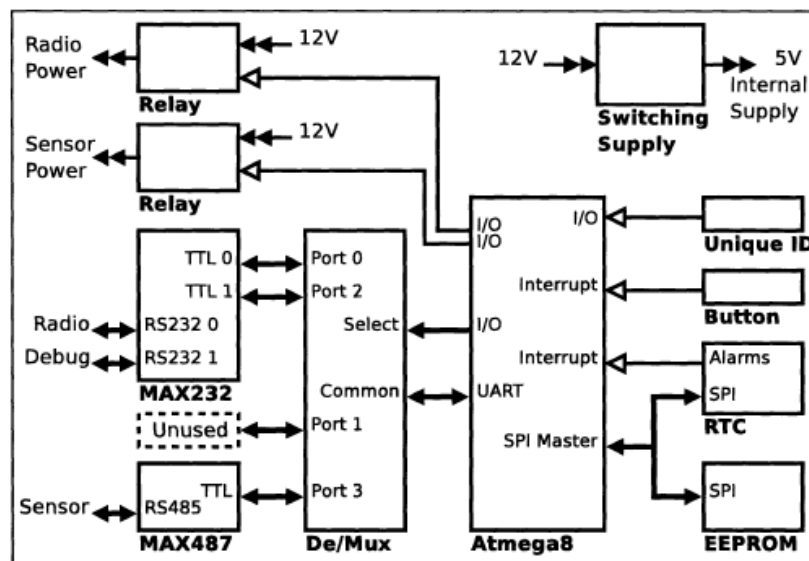 Radio
Power
12V
Relay
12V
Switching
Supply
5V
Internal
Supply
Sensor
Power
12V
Relay
I/O
I/O
I/O
Unique ID
TTL 0
Port 0
TTL 1
Port 2
Interrupt
Button
Radio
RS232 0
Select
I/O
Debug
RS232 1
MAX232
Interrupt
Alarms
Common
UART
SPI
RTC
Unused
Port 1
SPI Master
TTL
Port 3
SPI
Sensor
RS485
MAX487
De/Mux
Atmega8
EEPROM